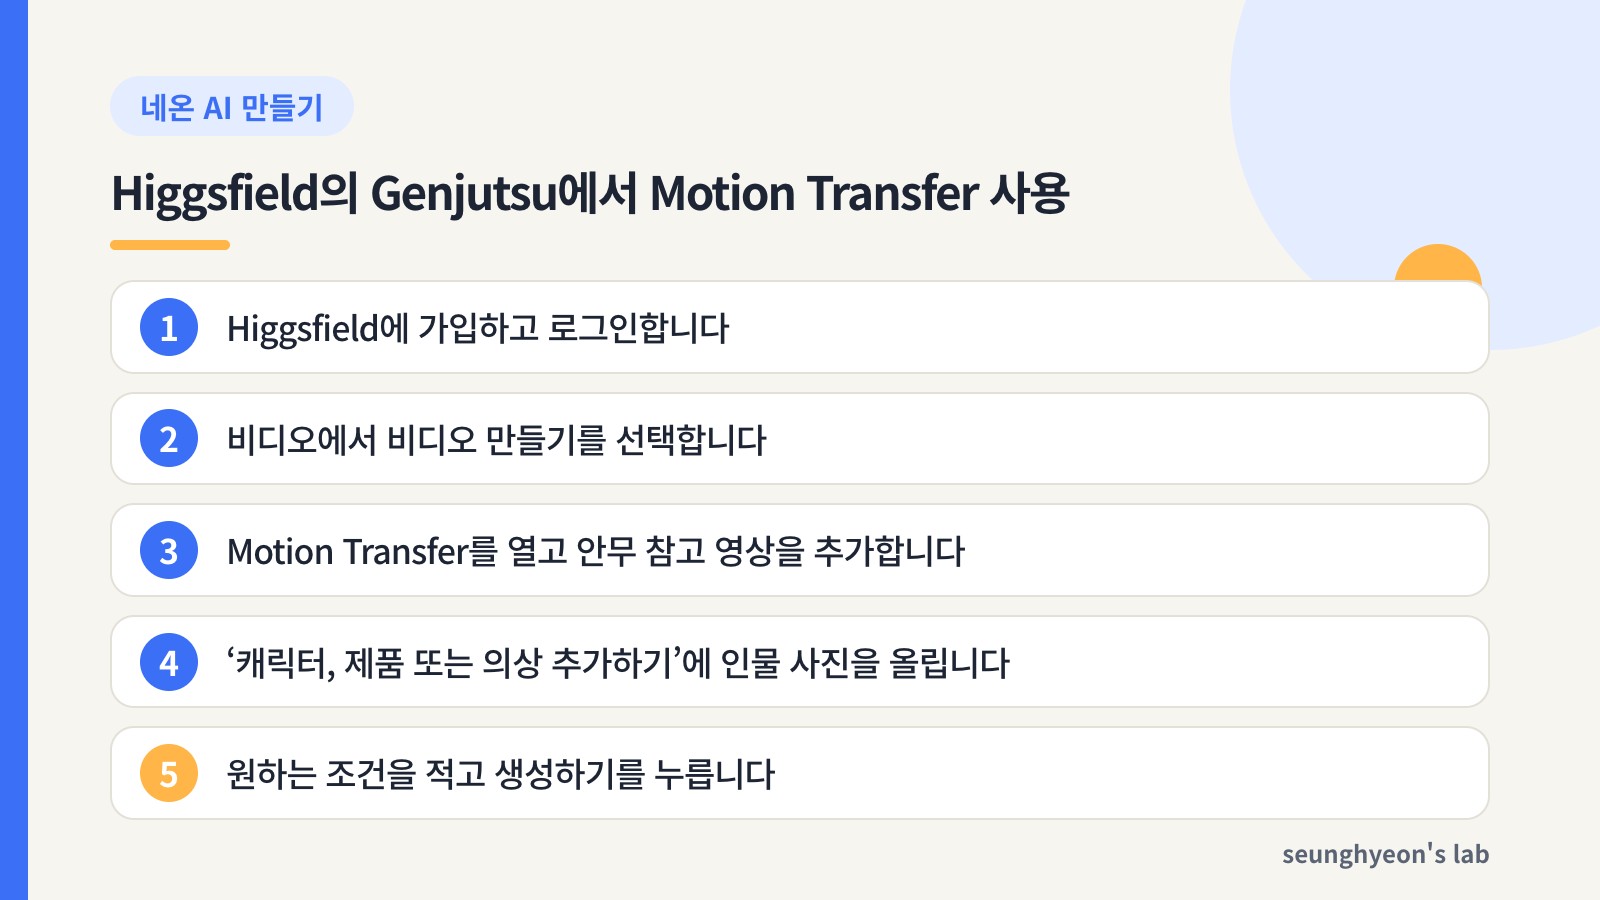 네온 AI 만들기
Higgsfield의 Genjutsu에서 Motion Transfer 사용
1 Higgsfield에 가입하고 로그인합니다
2 비디오에서 비디오 만들기를 선택합니다
3 Motion Transfer를 열고 안무 참고 영상을 추가합니다
4 ‘캐릭터, 제품 또는 의상 추가하기’에 인물 사진을 올립니다
5 원하는 조건을 적고 생성하기를 누릅니다
seunghyeon's lab